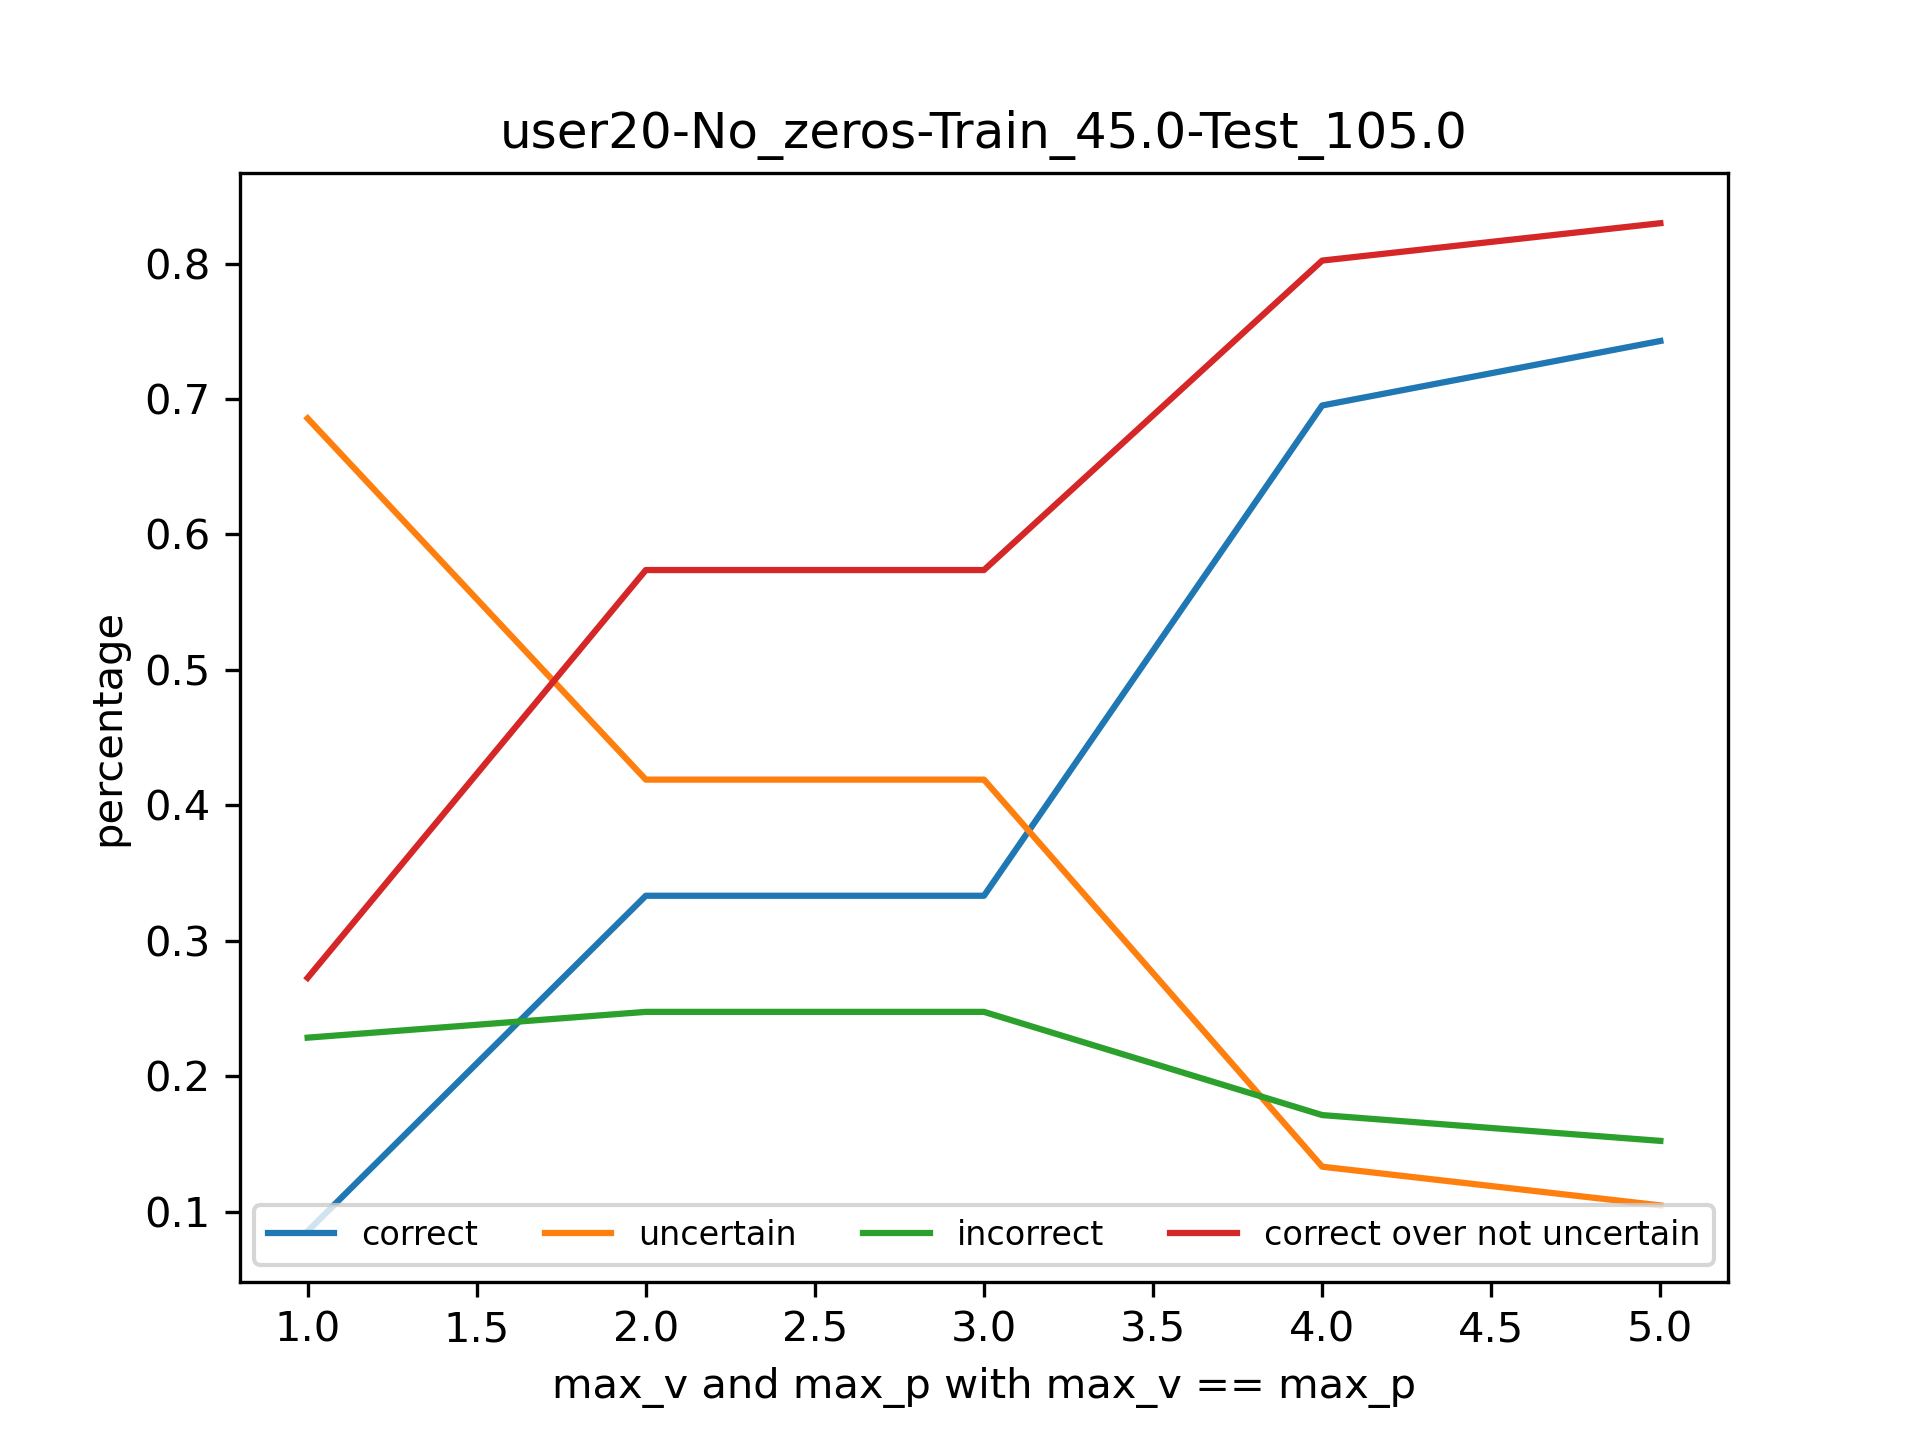 user20-No_zeros-Train_45.0-Test_105.0
percentage
0.8
0.7
0.6
0.5
0.4
0.3
0.2
0.1
correct uncertain incorrect correct over not uncertain
1.0 1.5 2.0 2.5 3.0 3.5 4.0 4.5 5.0
max_v and max_p with max_v == max_p